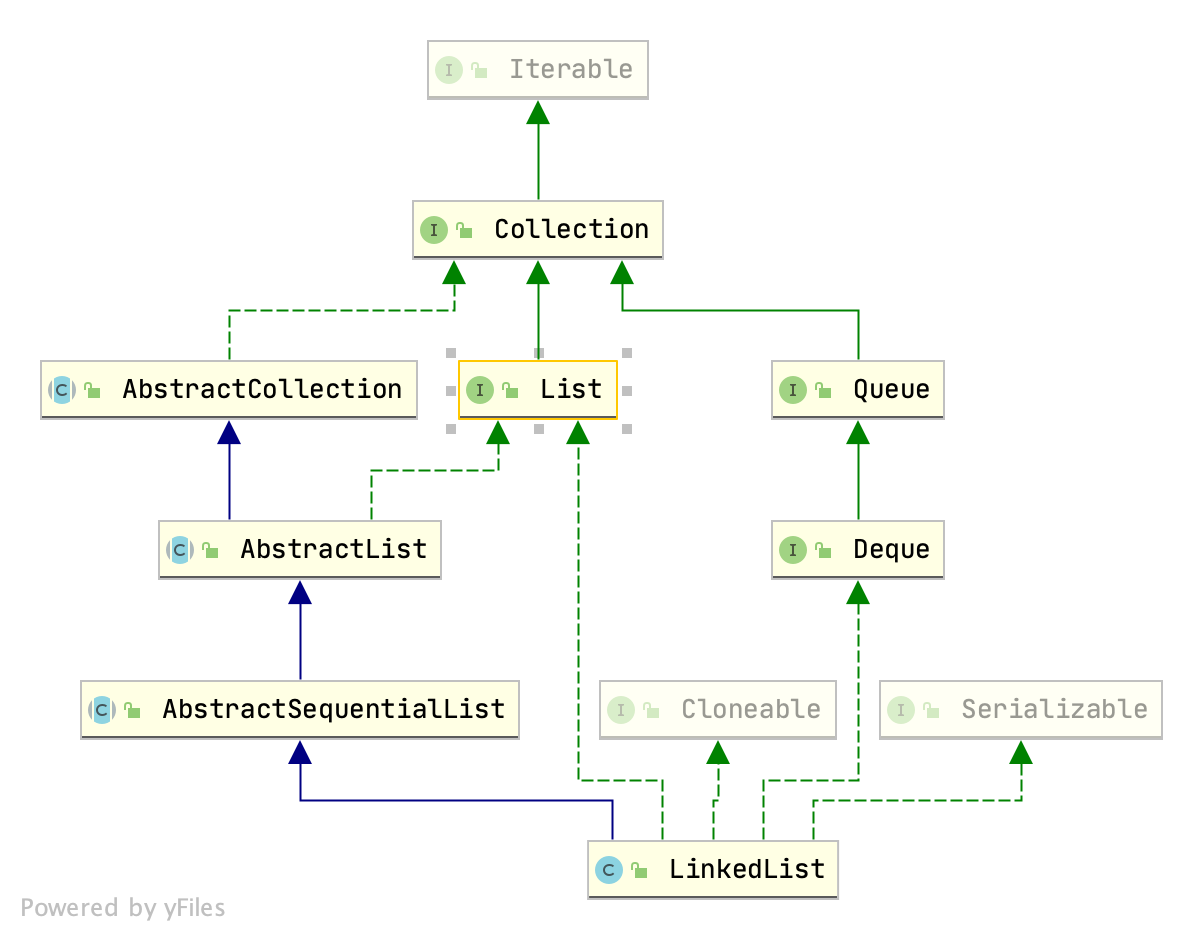 I Iterable
I Collection
C AbstractCollection
I List
I Queue
C AbstractList
I Deque
C AbstractSequentialList
I Cloneable
I Serializable
C LinkedList
Powered by yFiles